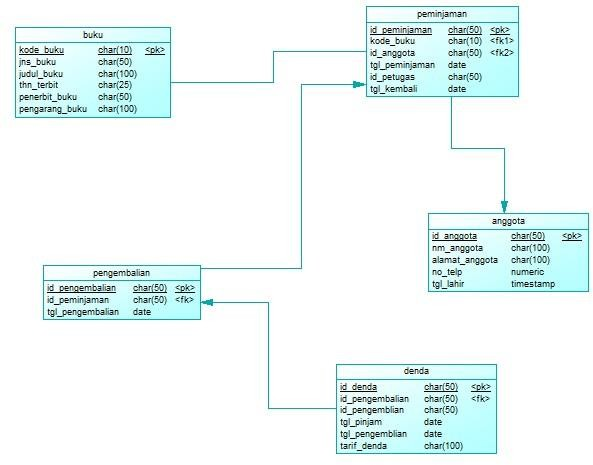 buku
kode_buku char(10) <pk>
jns_buku char(50)
judul_buku char(100)
thn_terbit char(25)
penerbit_buku char(50)
pengarang_buku char(100)
peminjaman
id_peminjaman char(50) <pk>
kode_buku char(10) <fk1>
id_anggota char(50) <fk2>
tgl_peminjaman date
id_petugas char(50)
tgl_kembali date
anggota
id_anggota char(50) <pk>
nm_anggota char(100)
alamat_anggota char(100)
no_telp numeric
tgl_lahir timestamp
pengembalian
id_pengembalian char(50) <pk>
id_peminjaman char(50) <fk>
tgl_pengembalian date
denda
id_denda char(50) <pk>
id_pengembalian char(50) <fk>
id_pengemblian char(50)
tgl_pinjam date
tgl_pengemblian date
tarif_denda char(100)